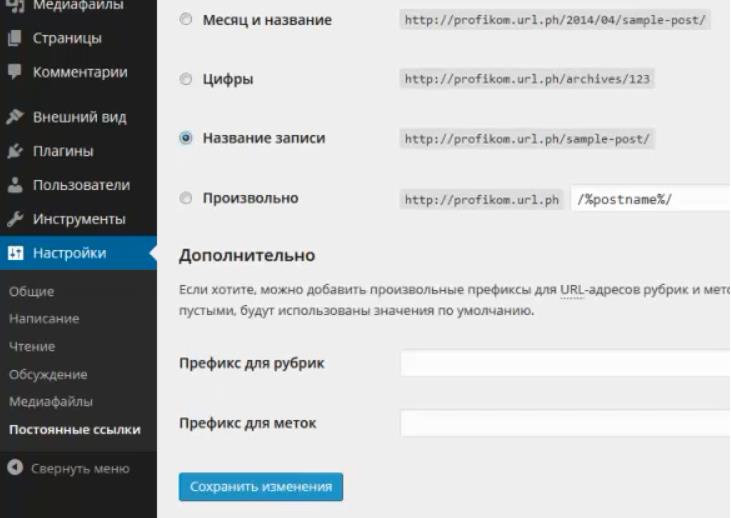 Медиафайлы
Страницы
Комментарии
Внешний вид
Плагины
Пользователи
Инструменты
Настройки
Общие
Написание
Чтение
Обсуждение
Медиафайлы
Постоянные ссылки
Свернуть меню
Месяц и название http://profikom.url.ph/2014/04/sample-post/
Цифры http://profikom.url.ph/archives/123
Название записи http://profikom.url.ph/sample-post/
Произвольно http://profikom.url.ph /%postname%/
Дополнительно
Если хотите, можно добавить произвольные префиксы для URL-адресов рубрик и мето
пустыми, будут использованы значения по умолчанию.
Префикс для рубрик
Префикс для меток
Сохранить изменения